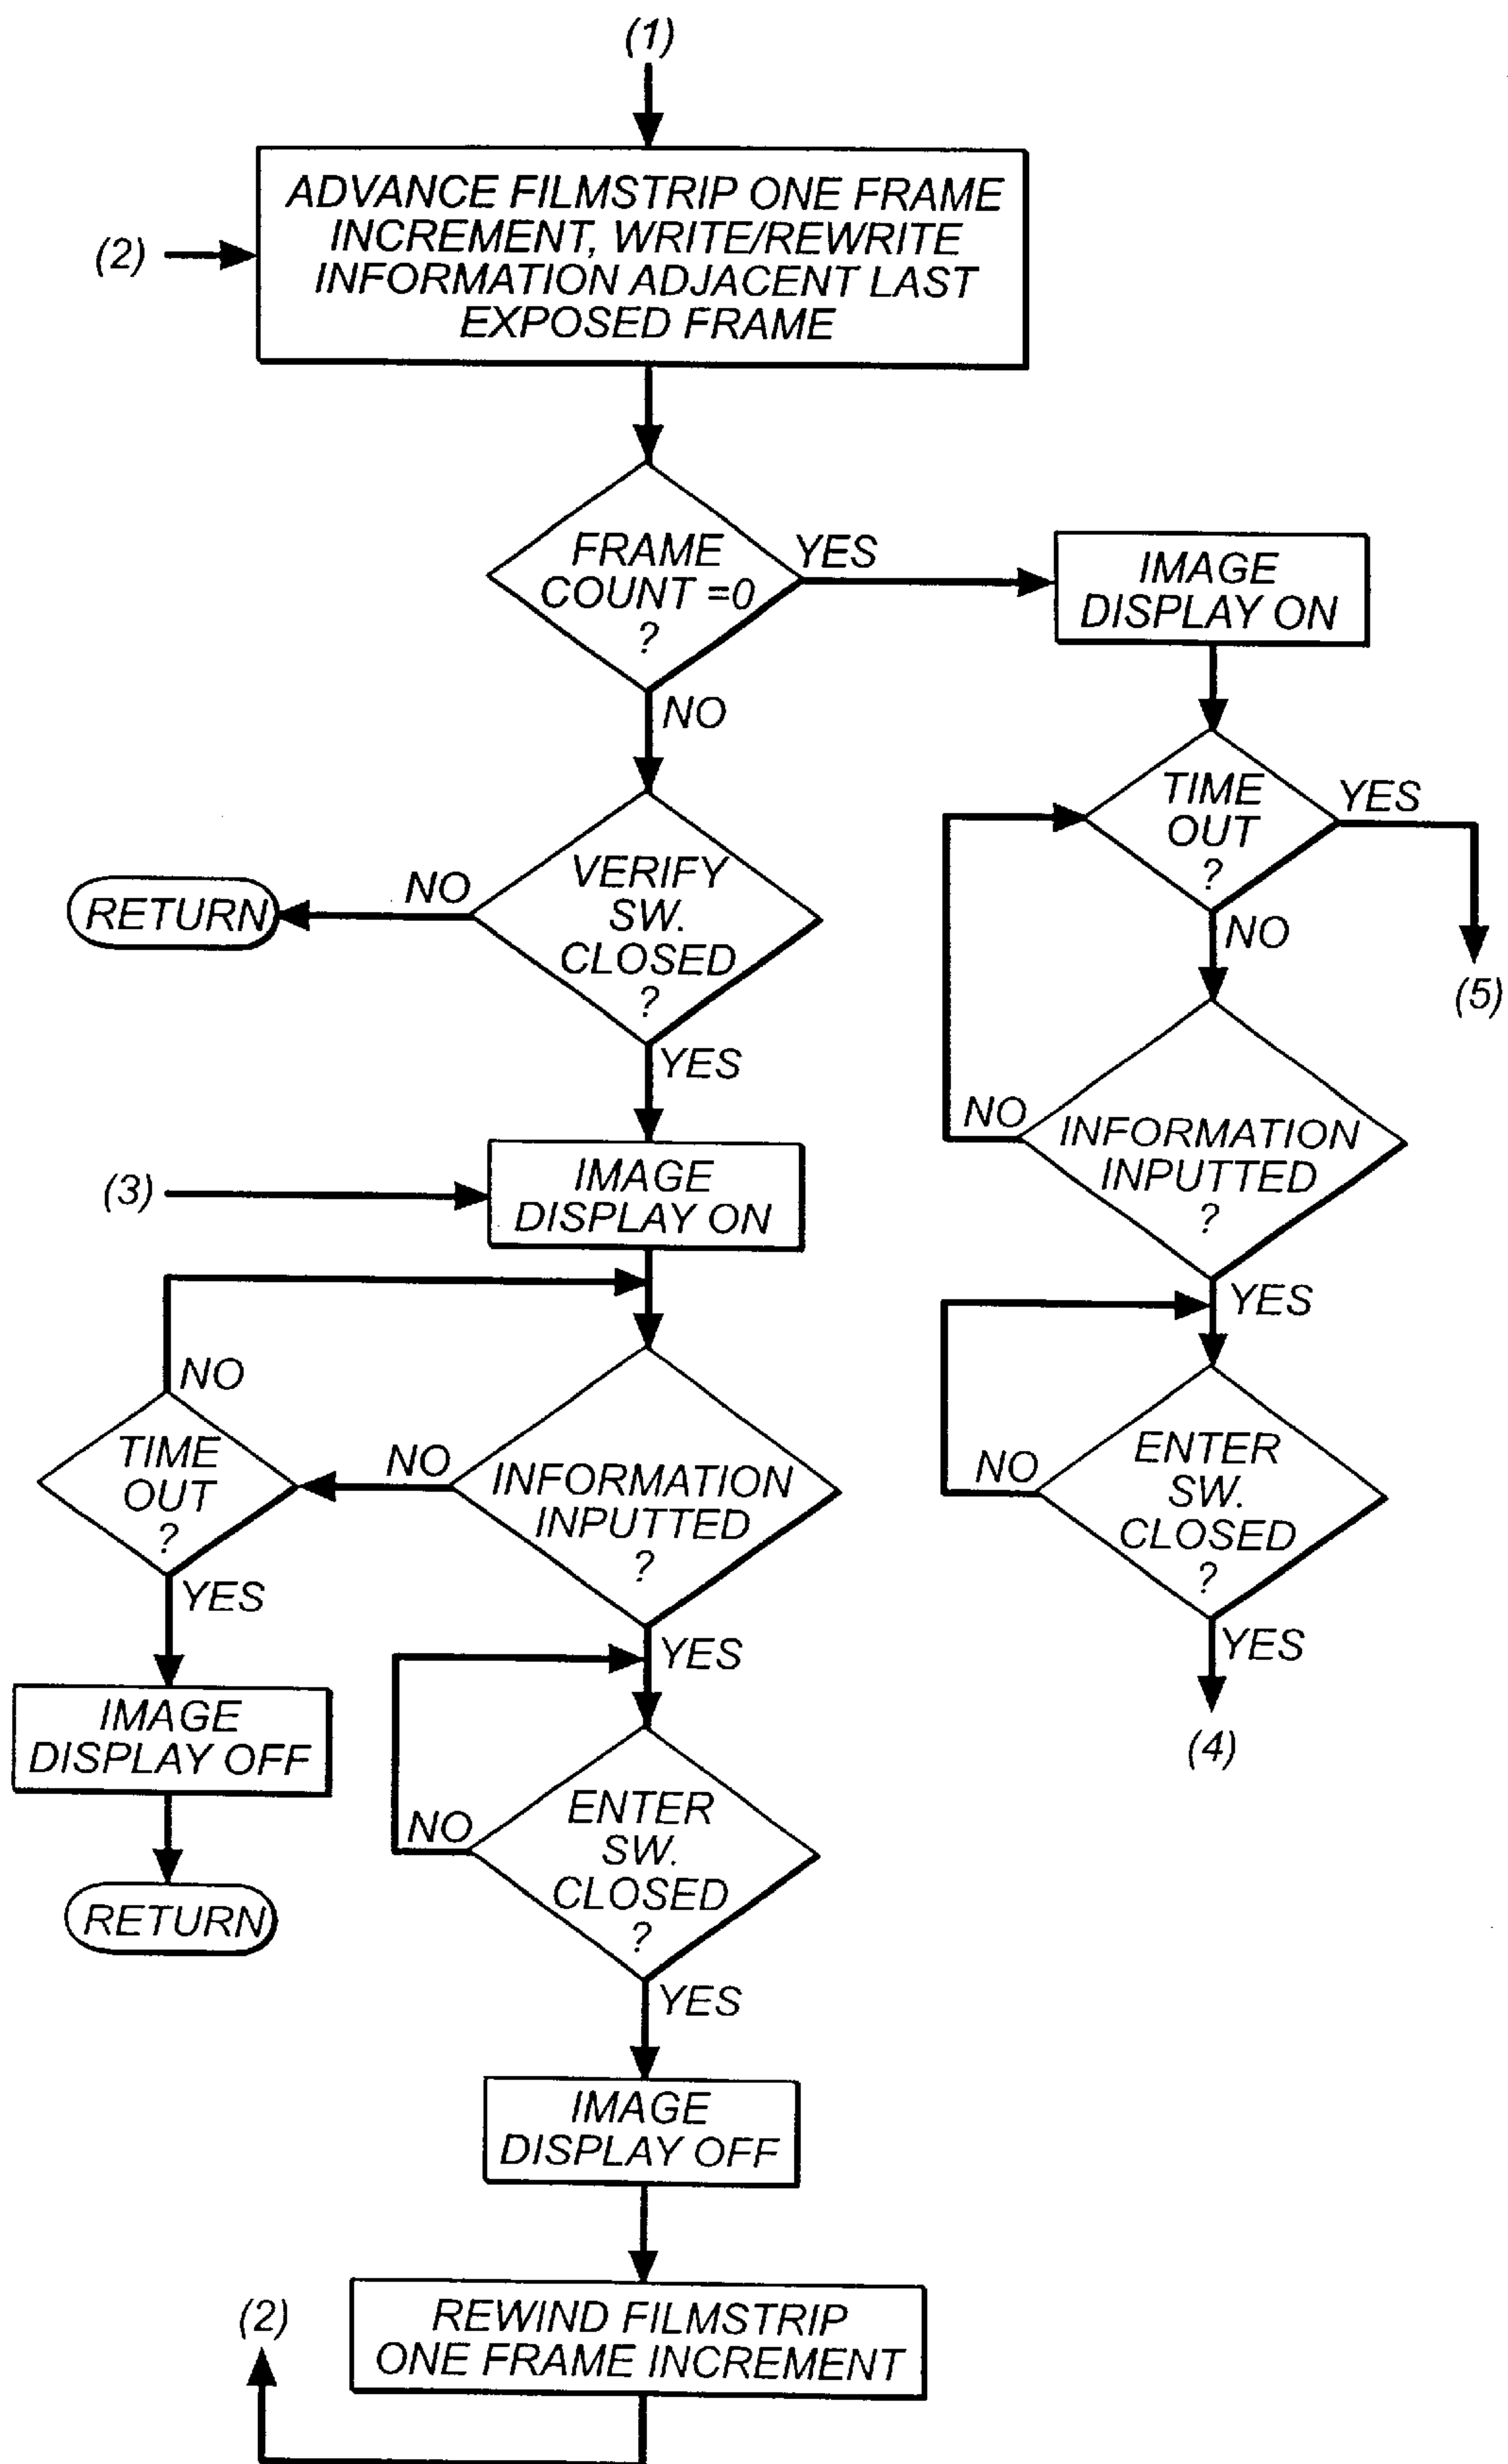 (1)
ADVANCE FILMSTRIP ONE FRAME
INCREMENT, WRITE/REWRITE
INFORMATION ADJACENT LAST
EXPOSED FRAME
(2)
FRAME
COUNT =0
?
YES
NO
IMAGE
DISPLAY ON
TIME
OUT
?
YES
NO
(5)
VERIFY
SW.
CLOSED
?
NO
RETURN
YES
INFORMATION
INPUTTED
?
NO
YES
(3)
IMAGE
DISPLAY ON
ENTER
SW.
CLOSED
?
NO
YES
(4)
INFORMATION
INPUTTED
?
NO
YES
TIME
OUT
?
NO
YES
IMAGE
DISPLAY OFF
RETURN
ENTER
SW.
CLOSED
?
NO
YES
IMAGE
DISPLAY OFF
REWIND FILMSTRIP
ONE FRAME INCREMENT
(2)